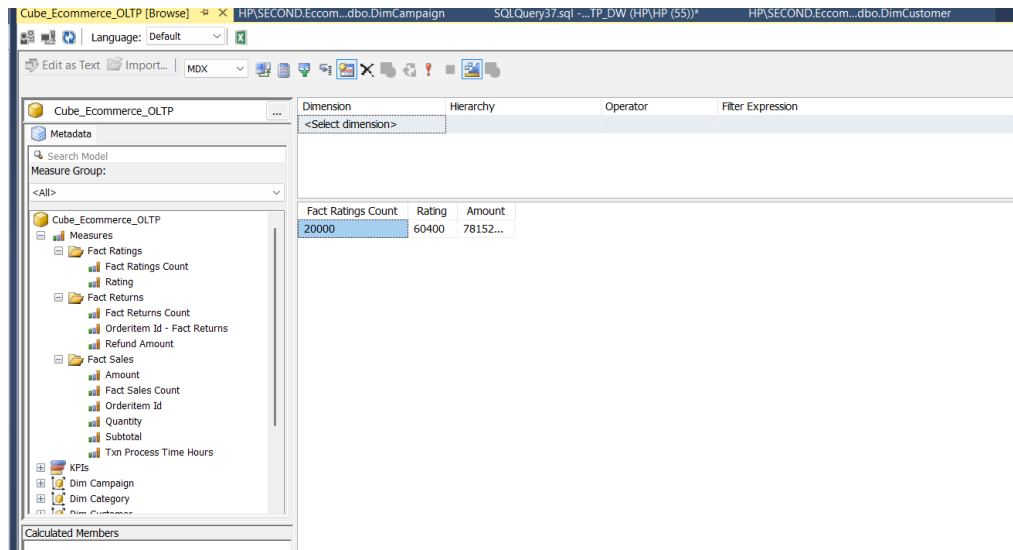 Cube_Ecommerce_OLTP [Browse] HP\SECOND.Eccom...dbo.DimCampaign SQLQuery37.sql -...TP_DW (HP\HP (55))* HP\SECOND.Eccom...dbo.DimCustomer
Language: Default
Edit as Text Import... MDX
Cube_Ecommerce_OLTP ...
Metadata
Search Model
Measure Group:
<All>
Cube_Ecommerce_OLTP
Measures
Fact Ratings
Fact Ratings Count
Rating
Fact Returns
Fact Returns Count
Orderitem Id - Fact Returns
Refund Amount
Fact Sales
Amount
Fact Sales Count
Orderitem Id
Quantity
Subtotal
Txn Process Time Hours
KPIs
Dim Campaign
Dim Category
Dim Customer
Calculated Members
Dimension Hierarchy Operator Filter Expression
<Select dimension>
Fact Ratings Count Rating Amount
20000 60400 78152...